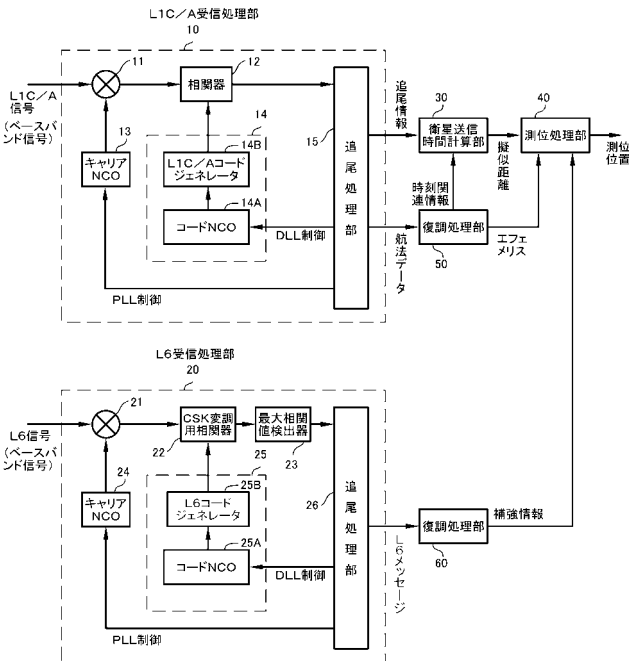 L1C/A受信処理部
10
L1C/A
信号
(ベースバ
ンド信号)
11
相関器
12
13
キャリア
NCO
14
14B
L1C/Aコード
ジェネレータ
14A
コードNCO
DLL制御
PLL制御
15
追尾処理部
追尾情報
航法データ
30
衛星送信
時間計算部
時刻関
連情報
擬似距離
40
測位処理部
測位
位置
復調処理部
50
エフェ
メリス
L6受信処理部
20
L6信号
(ベースバ
ンド信号)
21
CSK変調
用相関器
22
最大相関
値検出器
23
24
キャリア
NCO
25
25B
L6コード
ジェネレータ
25A
コードNCO
DLL制御
PLL制御
26
追尾処理部
L6メッセージ
復調処理部
60
補強情報